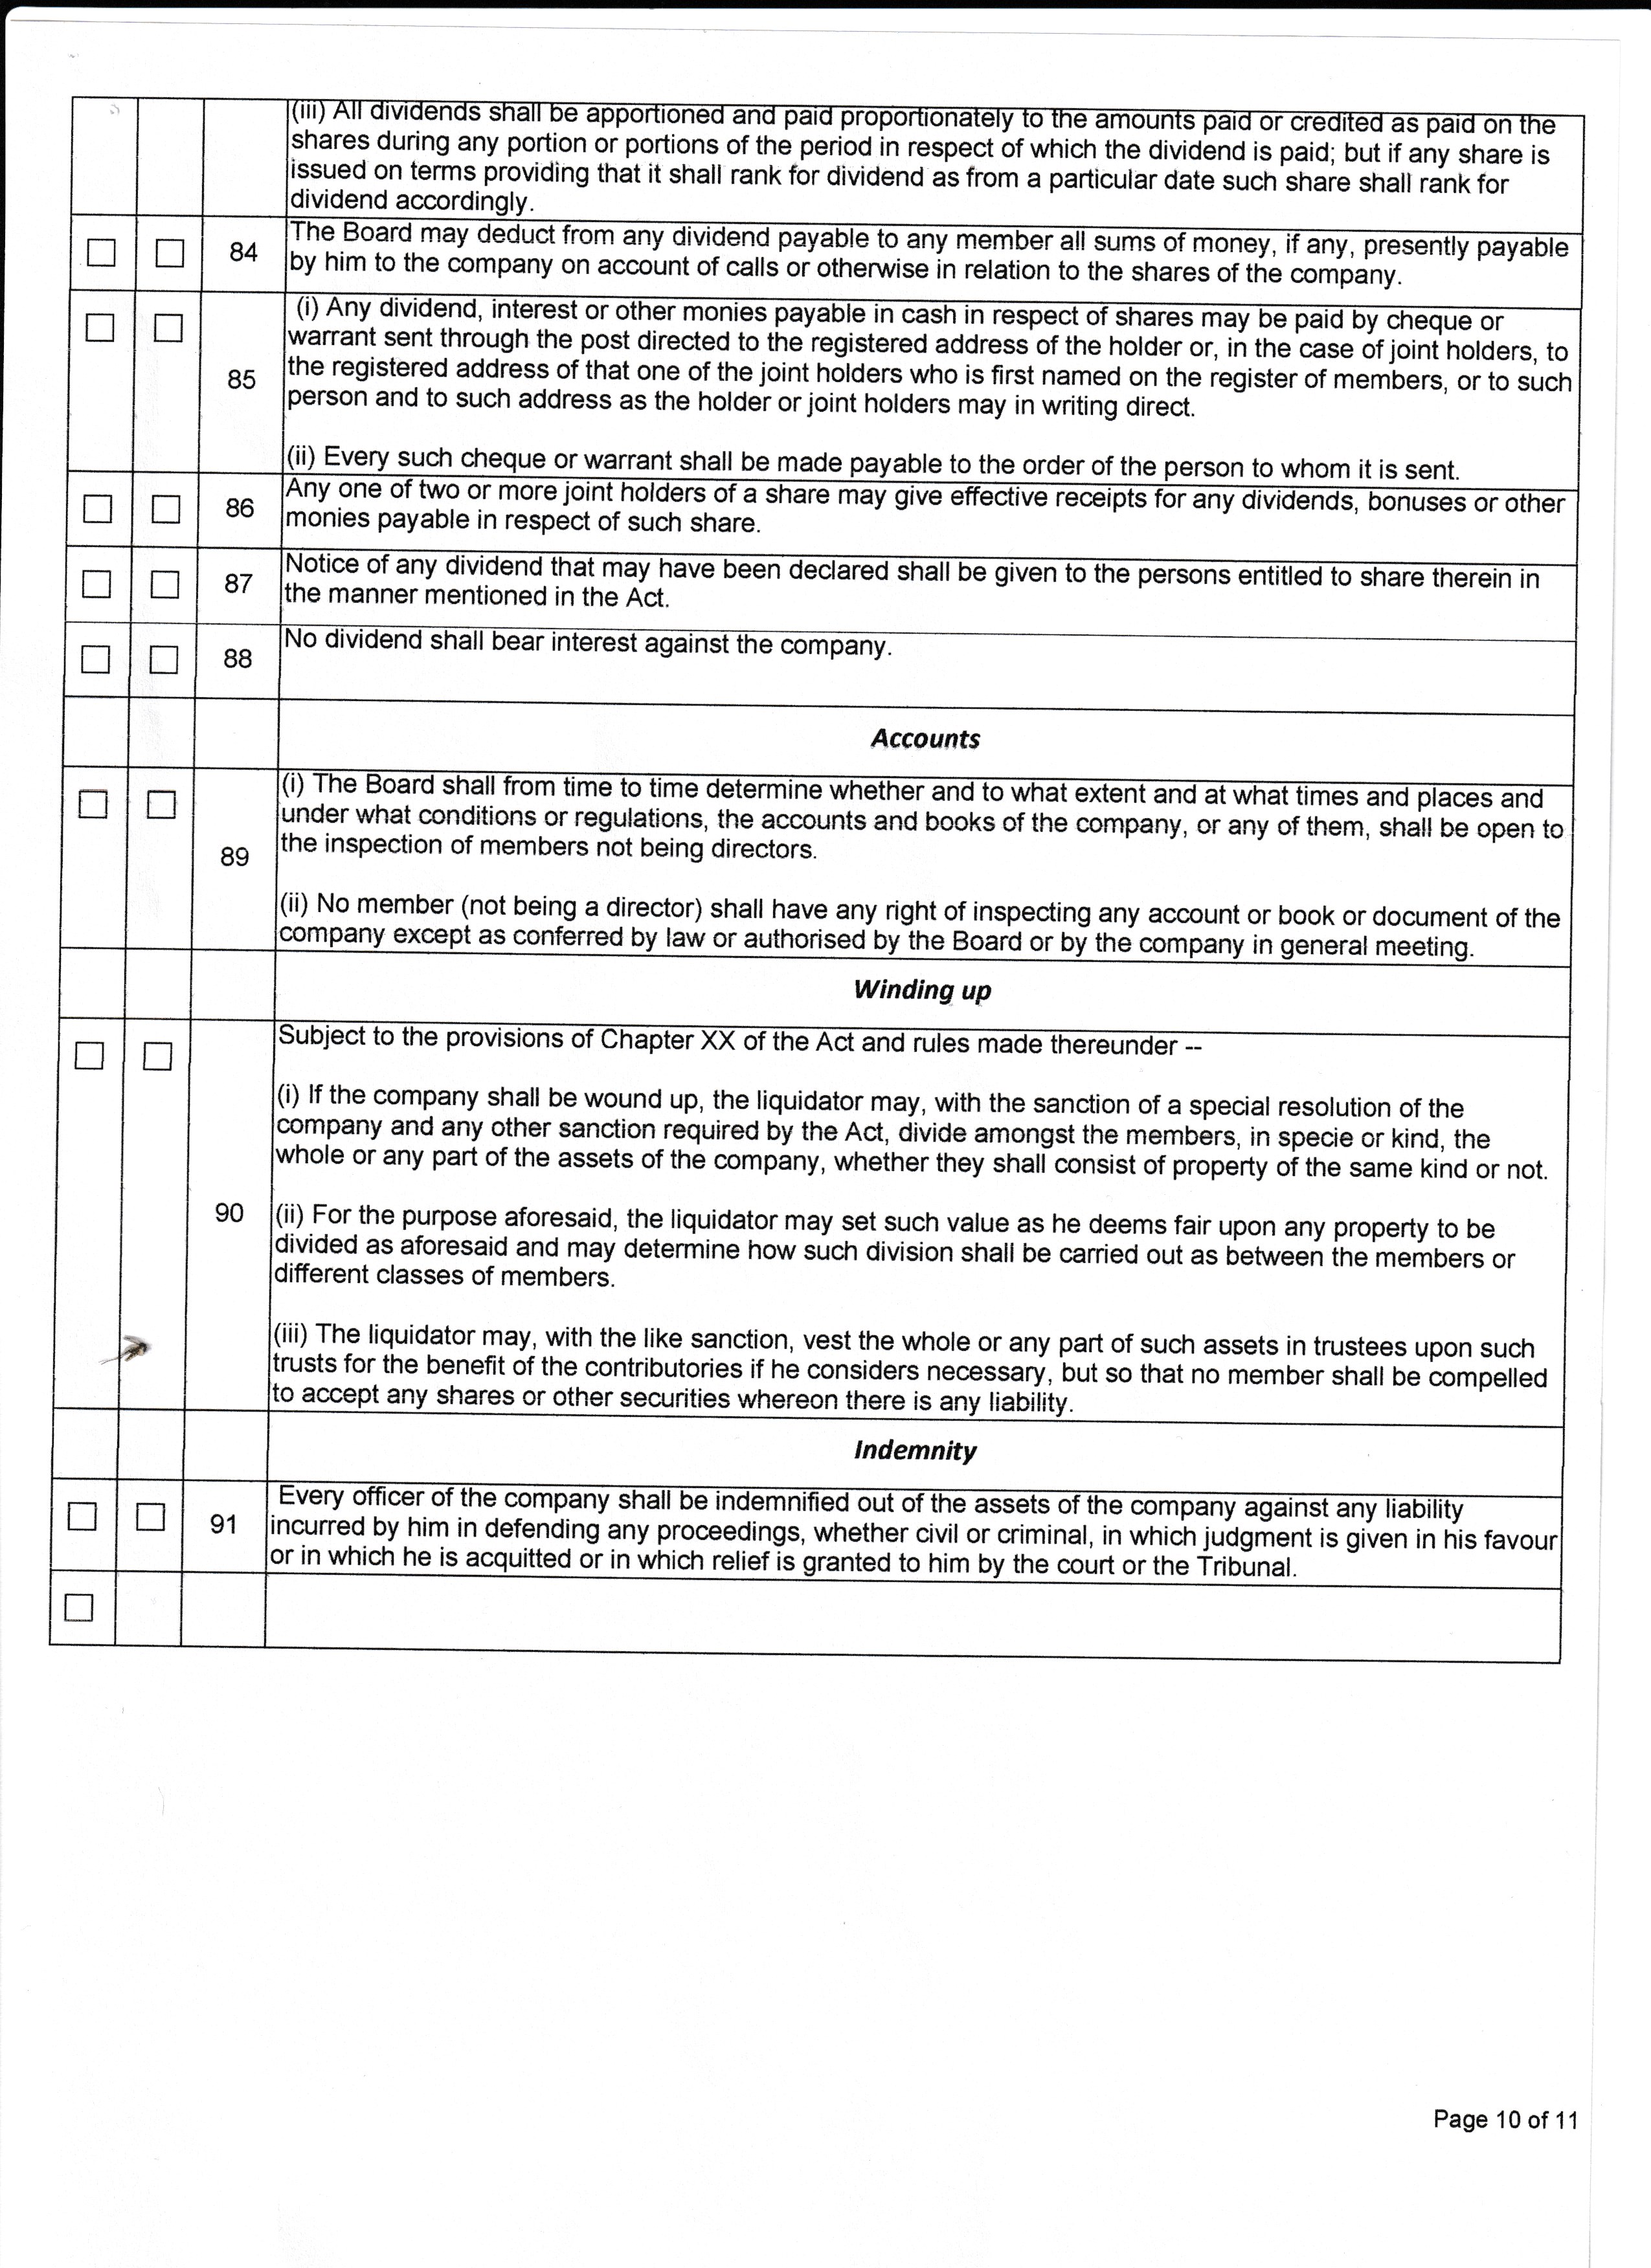 (iii) All dividends shall be apportioned and paid proportionately to the amounts paid or credited as paid on the
shares during any portion or portions of the period in respect of which the dividend is paid; but if any share is
issued on terms providing that it shall rank for dividend as from a particular date such share shall rank for
dividend accordingly.
84
The Board may deduct from any dividend payable to any member all sums of money, if any, presently payable
by him to the company on account of calls or otherwise in relation to the shares of the company.
85
(i) Any dividend, interest or other monies payable in cash in respect of shares may be paid by cheque or
warrant sent through the post directed to the registered address of the holder or, in the case of joint holders, to
the registered address of that one of the joint holders who is first named on the register of members, or to such
person and to such address as the holder or joint holders may in writing direct.
(ii) Every such cheque or warrant shall be made payable to the order of the person to whom it is sent.
86
Any one of two or more joint holders of a share may give effective receipts for any dividends, bonuses or other
monies payable in respect of such share.
87
Notice of any dividend that may have been declared shall be given to the persons entitled to share therein in
the manner mentioned in the Act.
88
No dividend shall bear interest against the company.
Accounts
89
(i) The Board shall from time to time determine whether and to what extent and at what times and places and
under what conditions or regulations, the accounts and books of the company, or any of them, shall be open to
the inspection of members not being directors.
(ii) No member (not being a director) shall have any right of inspecting any account or book or document of the
company except as conferred by law or authorised by the Board or by the company in general meeting.
Winding up
90
Subject to the provisions of Chapter XX of the Act and rules made thereunder --
(i) If the company shall be wound up, the liquidator may, with the sanction of a special resolution of the
company and any other sanction required by the Act, divide amongst the members, in specie or kind, the
whole or any part of the assets of the company, whether they shall consist of property of the same kind or not.
(ii) For the purpose aforesaid, the liquidator may set such value as he deems fair upon any property to be
divided as aforesaid and may determine how such division shall be carried out as between the members or
different classes of members.
(iii) The liquidator may, with the like sanction, vest the whole or any part of such assets in trustees upon such
trusts for the benefit of the contributories if he considers necessary, but so that no member shall be compelled
to accept any shares or other securities whereon there is any liability.
Indemnity
91
Every officer of the company shall be indemnified out of the assets of the company against any liability
incurred by him in defending any proceedings, whether civil or criminal, in which judgment is given in his favour
or in which he is acquitted or in which relief is granted to him by the court or the Tribunal.
Page 10 of 11